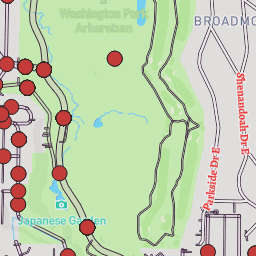 Washington Park
Arboretum
BROADMO
Shenandoah Dr E
Parkside Dr E
Japanese Garden